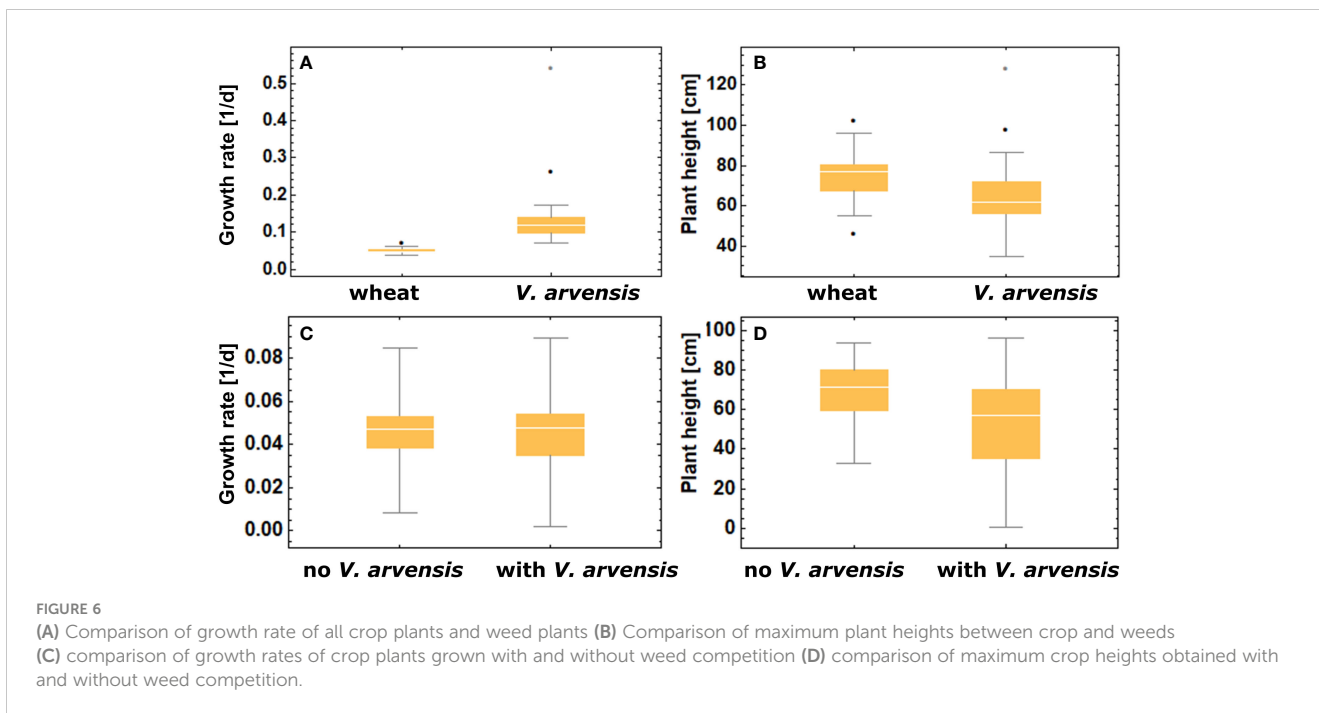 A
Growth rate [1/d]
0.5
0.4
0.3
0.2
0.1
0.0
wheat V. arvensis
B
Plant height [cm]
120
100
80
60
40
wheat V. arvensis
C
Growth rate [1/d]
0.08
0.06
0.04
0.02
0.00
no V. arvensis with V. arvensis
D
Plant height [cm]
100
80
60
40
20
0
no V. arvensis with V. arvensis
FIGURE 6
(A) Comparison of growth rate of all crop plants and weed plants (B) Comparison of maximum plant heights between crop and weeds
(C) comparison of growth rates of crop plants grown with and without weed competition (D) comparison of maximum crop heights obtained with
and without weed competition.